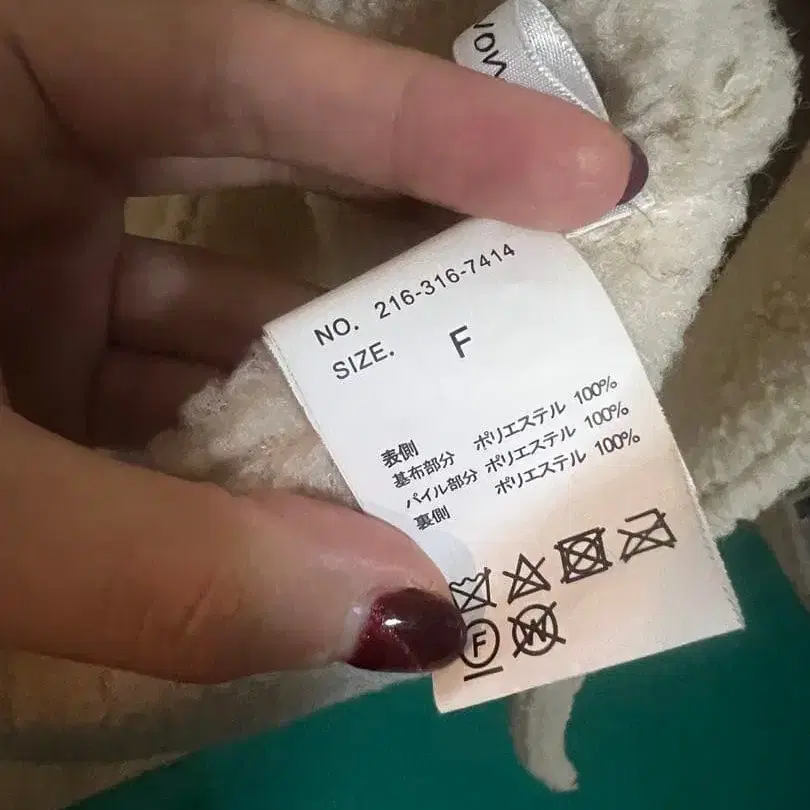 NO. 216-316-7414
SIZE. F
表側
基布部分 ポリエステル 100%
パイル部分 ポリエステル 100%
裏側 ポリエステル 100%
F
W